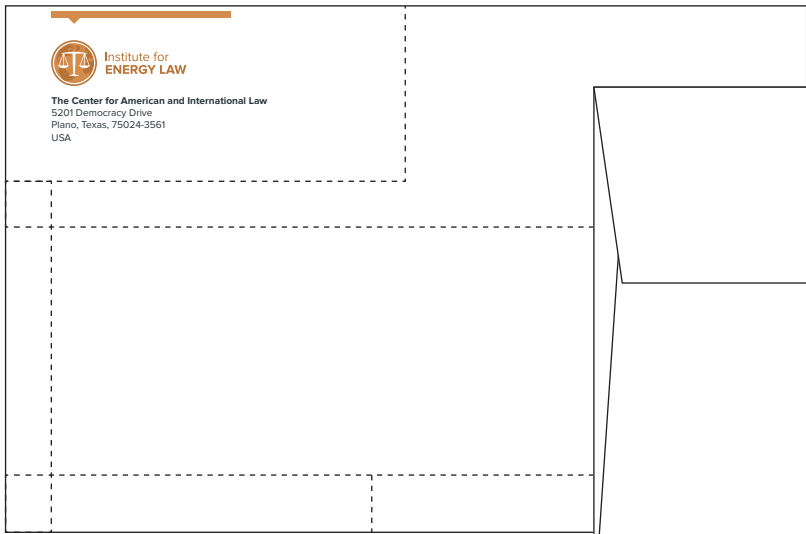 Institute for
ENERGY LAW
The Center for American and International Law
5201 Democracy Drive
Plano, Texas, 75024-3561
USA